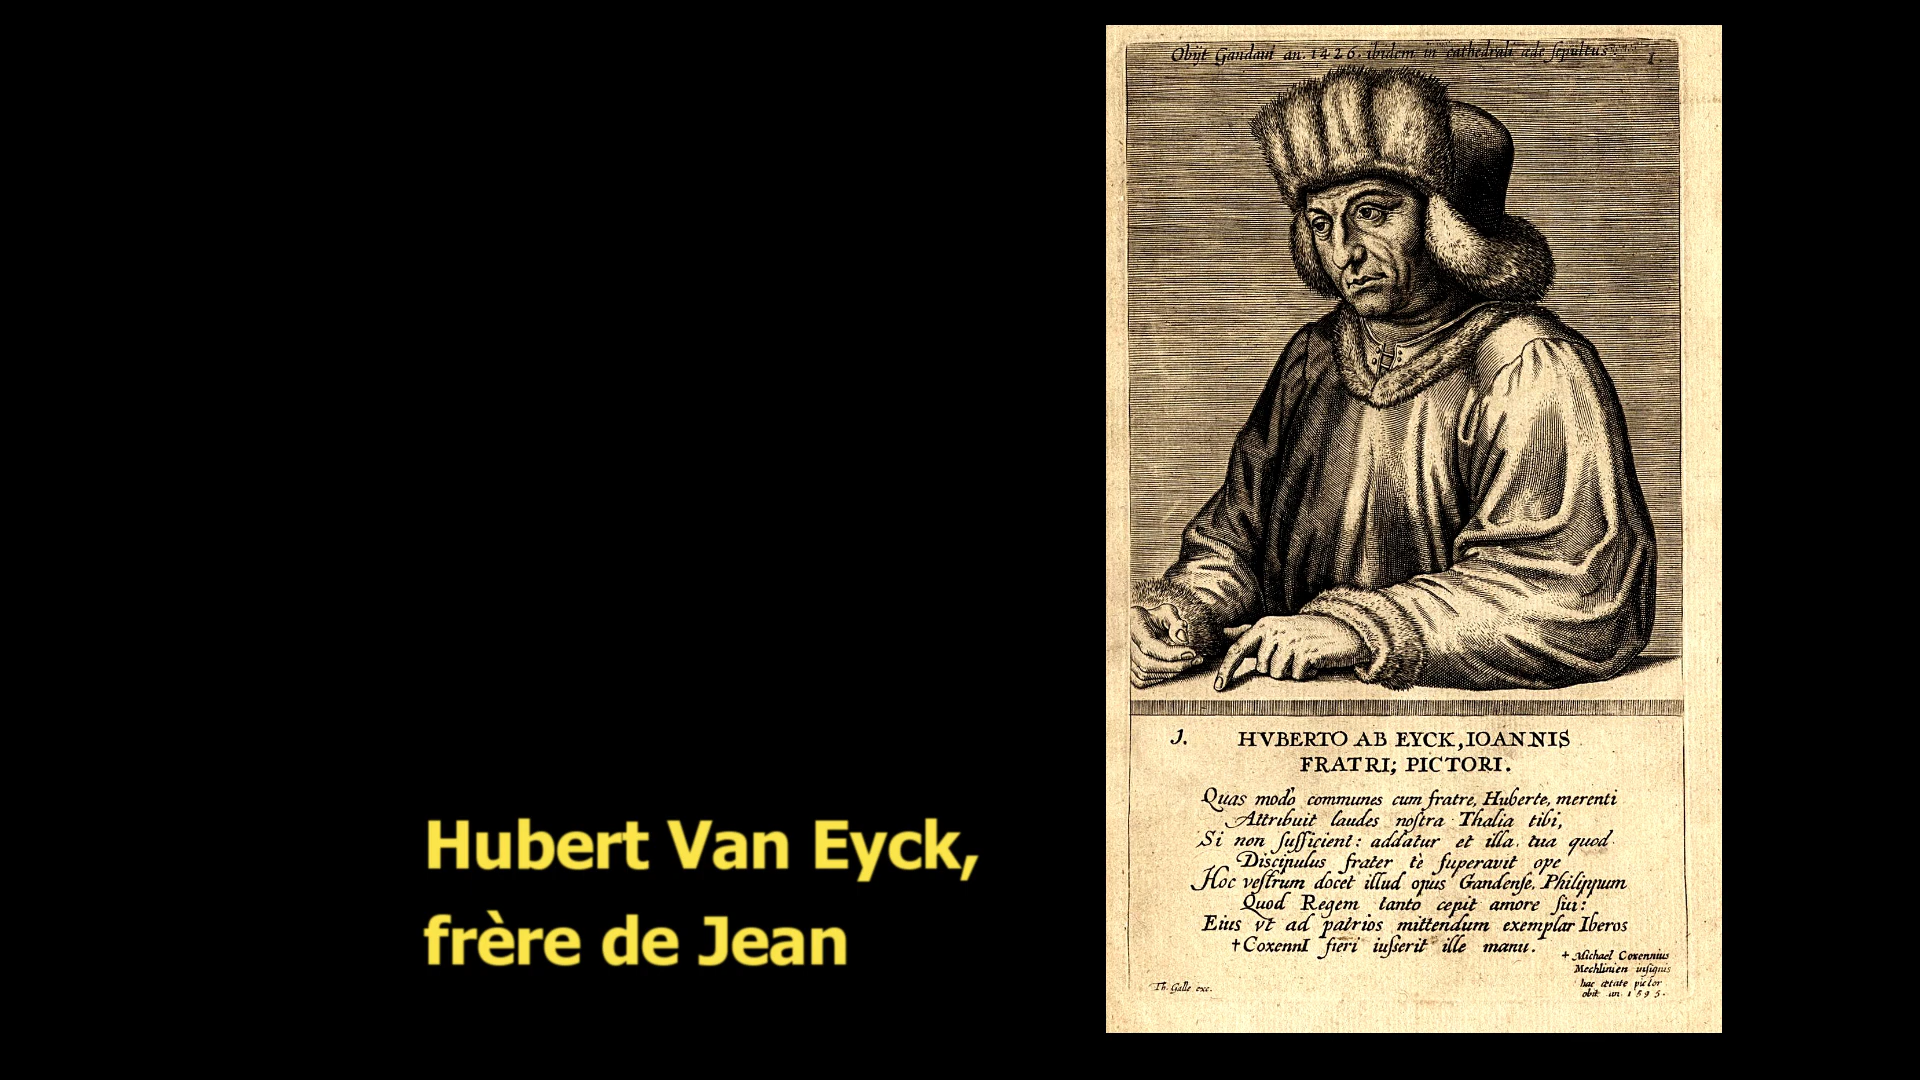 Obijt Gandaui an. 1426. ibidem in cathedrali æde sepultus
1.
Hubert Van Eyck,
frère de Jean
J. HVBERTO AB EYCK, IOANNIS
FRATRI; PICTORI.
Quas modò communes cum fratre, Huberte, merenti
Attribuit laudes nostra Thalia tibi,
Si non sufficient: addatur et illa, tua quod
Discipulus frater tè superavit ope
Hoc vestrum docet illud opus Gandense, Philippum
Quod Regem tanto cepit amore sui:
Eius vt ad patrios mittendum exemplar Iberos
†CoxennI fieri iusserit ille manu.
+ Michael Coxennius
Mechlinien insignis
hac ætate pictor
obit an. 1595.
Th. Galle exc.